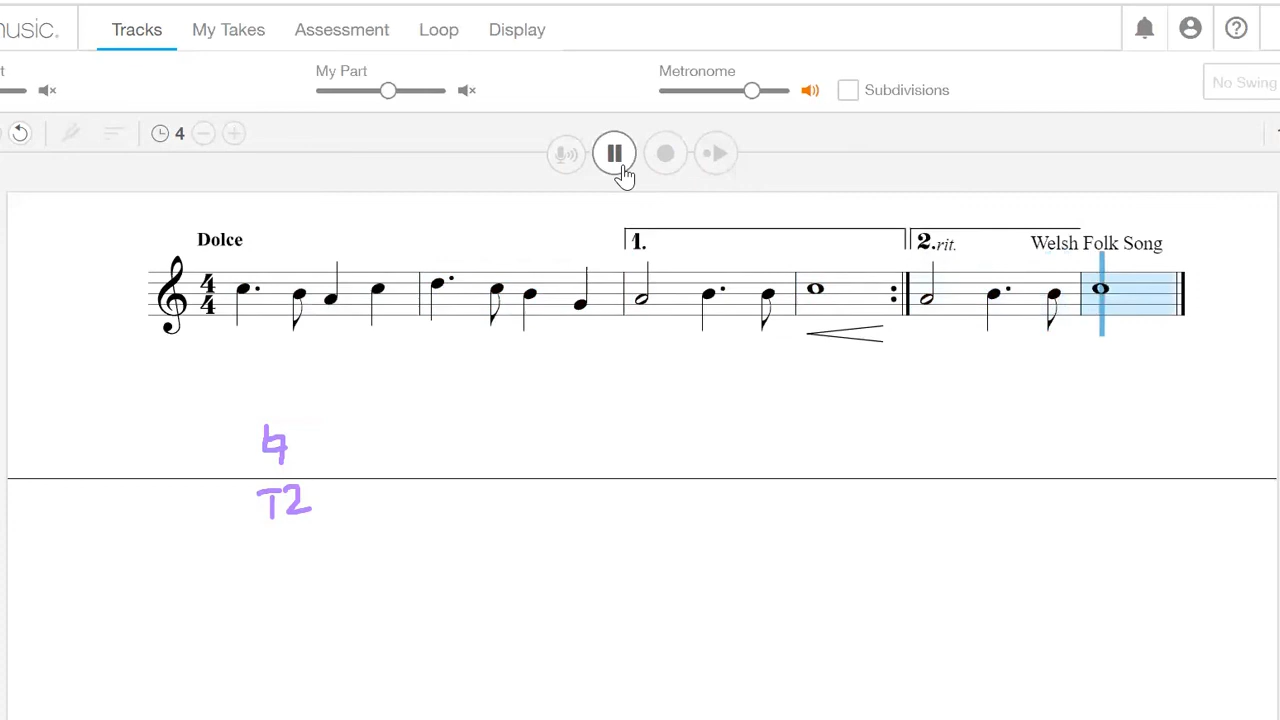 music.
Tracks My Takes Assessment Loop Display
t My Part Metronome Subdivisions No Swing
4
Dolce 1. 2. rit. Welsh Folk Song
4
4
4
T2